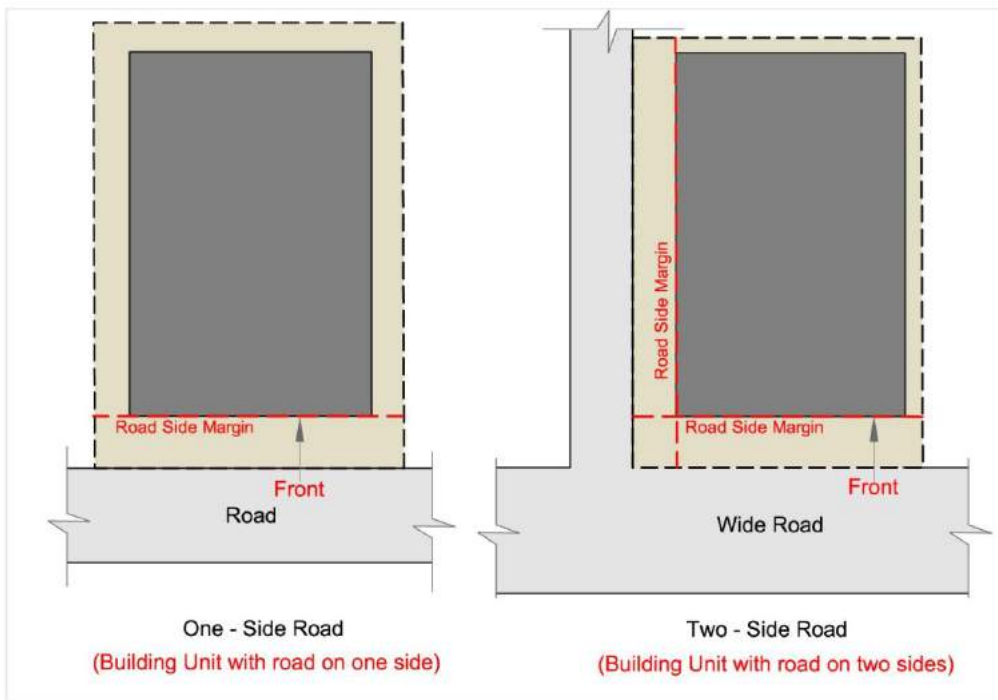 Road Side Margin
Front
Road
One - Side Road
(Building Unit with road on one side)
Road Side Margin
Road Side Margin
Front
Wide Road
Two - Side Road
(Building Unit with road on two sides)